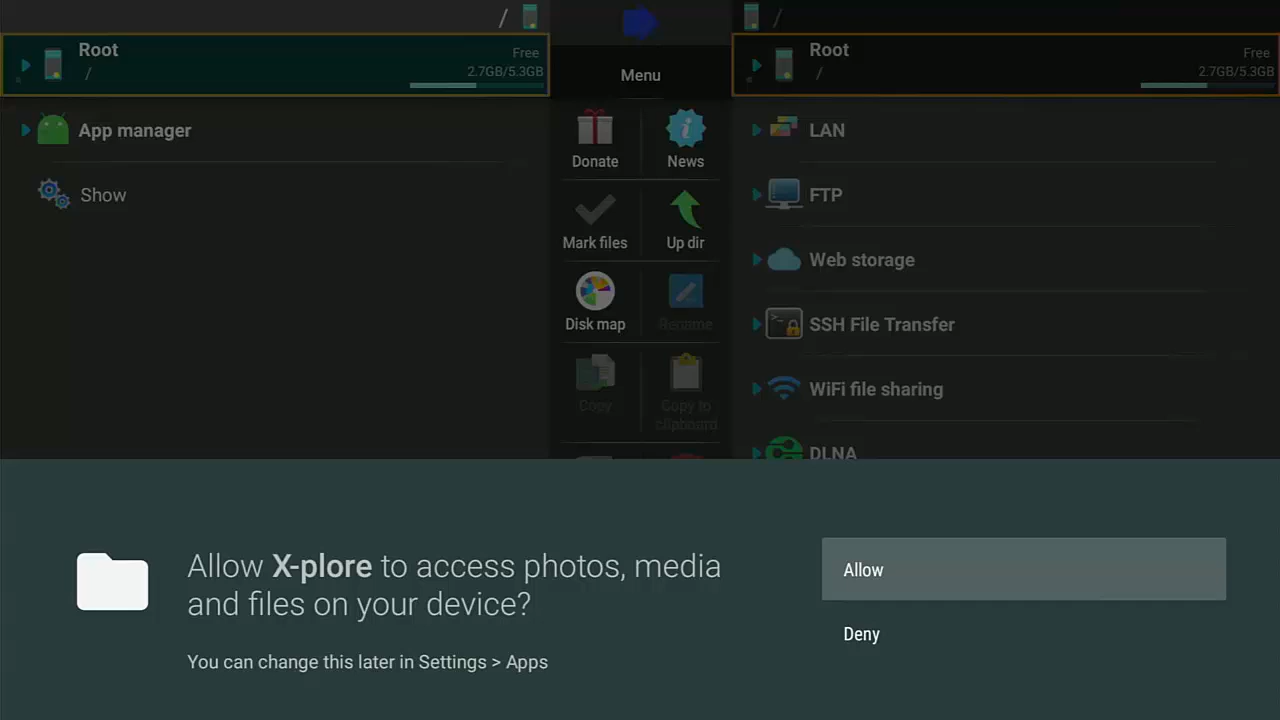 /
Root
/
Free
2.7GB/5.3GB
App manager
Show
Menu
Donate
News
Mark files
Up dir
Disk map
Rename
Copy
Copy to
clipboard
/
Root
/
Free
2.7GB/5.3GB
LAN
FTP
Web storage
SSH File Transfer
WiFi file sharing
DLNA
Allow X-plore to access photos, media
and files on your device?
You can change this later in Settings > Apps
Allow
Deny